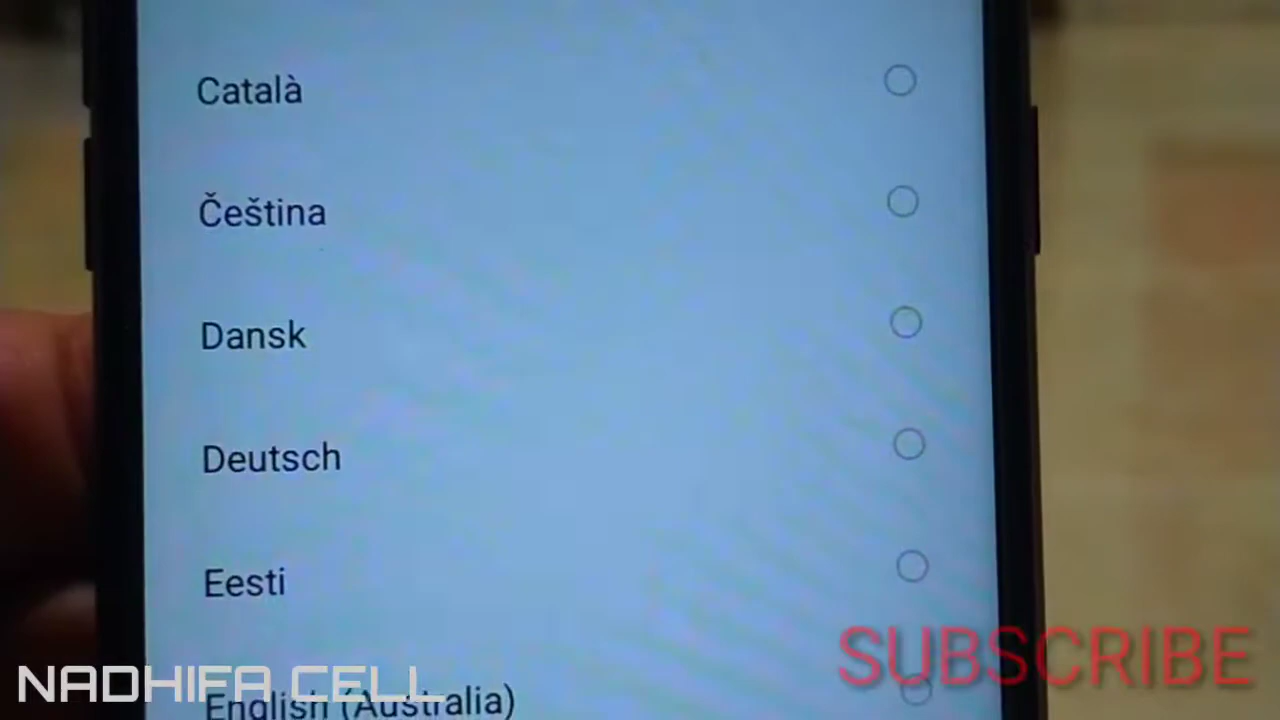 Català
Čeština
Dansk
Deutsch
Eesti
English (Australia)
SUBSCRIBE
NADHIFA CELL